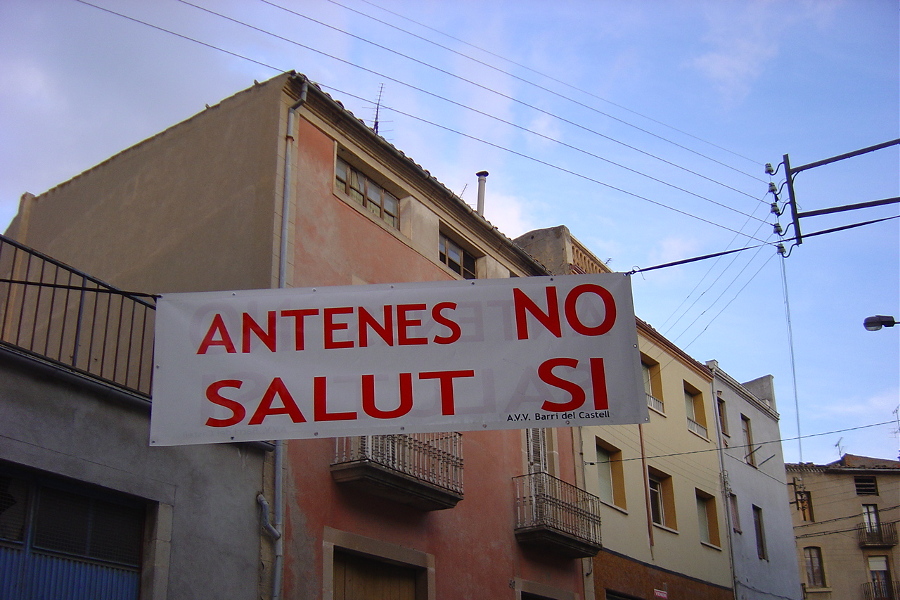 ANTENES NO
SALUT SI
A.V.V. Barri del Castell